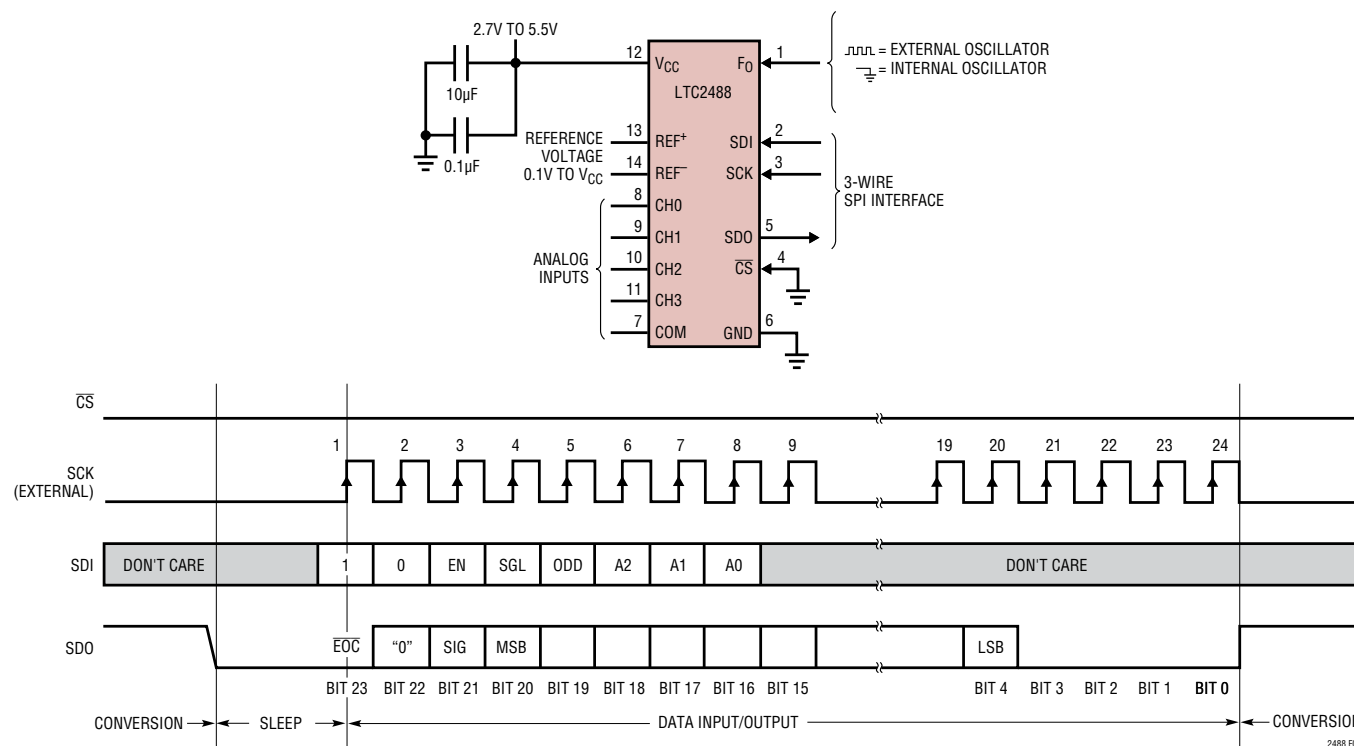 2.7V TO 5.5V
10µF
0.1µF
12
VCC
FO
1
LTC2488
= EXTERNAL OSCILLATOR
= INTERNAL OSCILLATOR
REFERENCE
VOLTAGE
0.1V TO VCC
13
REF+
14
REF–
SDI
2
SCK
3
3-WIRE
SPI INTERFACE
ANALOG
INPUTS
8
CH0
9
CH1
10
CH2
11
CH3
7
COM
SDO
5
CS
4
GND
6
CS
SCK
(EXTERNAL)
1 2 3 4 5 6 7 8 9 19 20 21 22 23 24
SDI
DON'T CARE 1 0 EN SGL ODD A2 A1 A0 DON'T CARE
SDO
EOC "0" SIG MSB LSB
BIT 23 BIT 22 BIT 21 BIT 20 BIT 19 BIT 18 BIT 17 BIT 16 BIT 15 BIT 4 BIT 3 BIT 2 BIT 1 BIT 0
CONVERSION SLEEP DATA INPUT/OUTPUT CONVERSION
2488